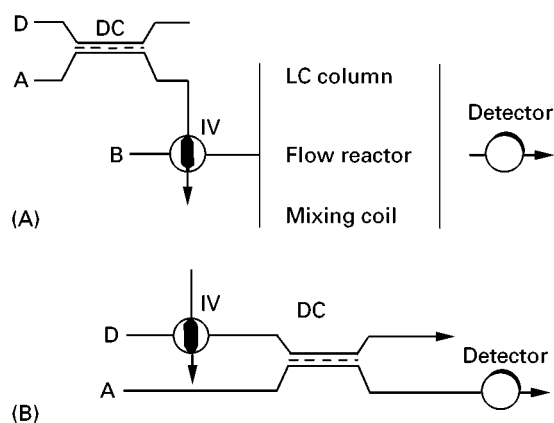 D
DC
A
LC column
IV
Detector
B
Flow reactor
(A)
Mixing coil
IV
DC
D
Detector
A
(B)